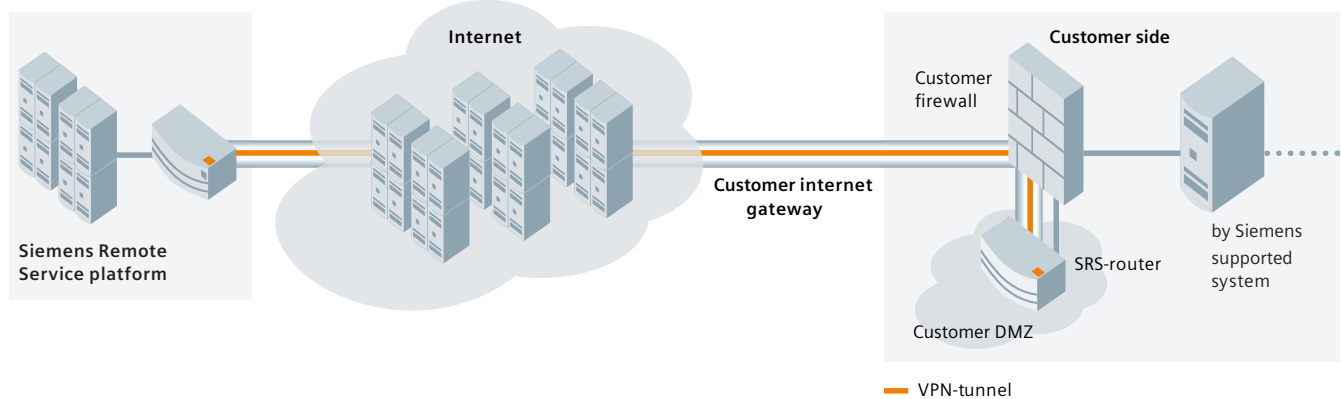 Siemens Remote
Service platform
Internet
Customer internet
gateway
Customer side
Customer
firewall
SRS-router
Customer DMZ
by Siemens
supported
system
VPN-tunnel